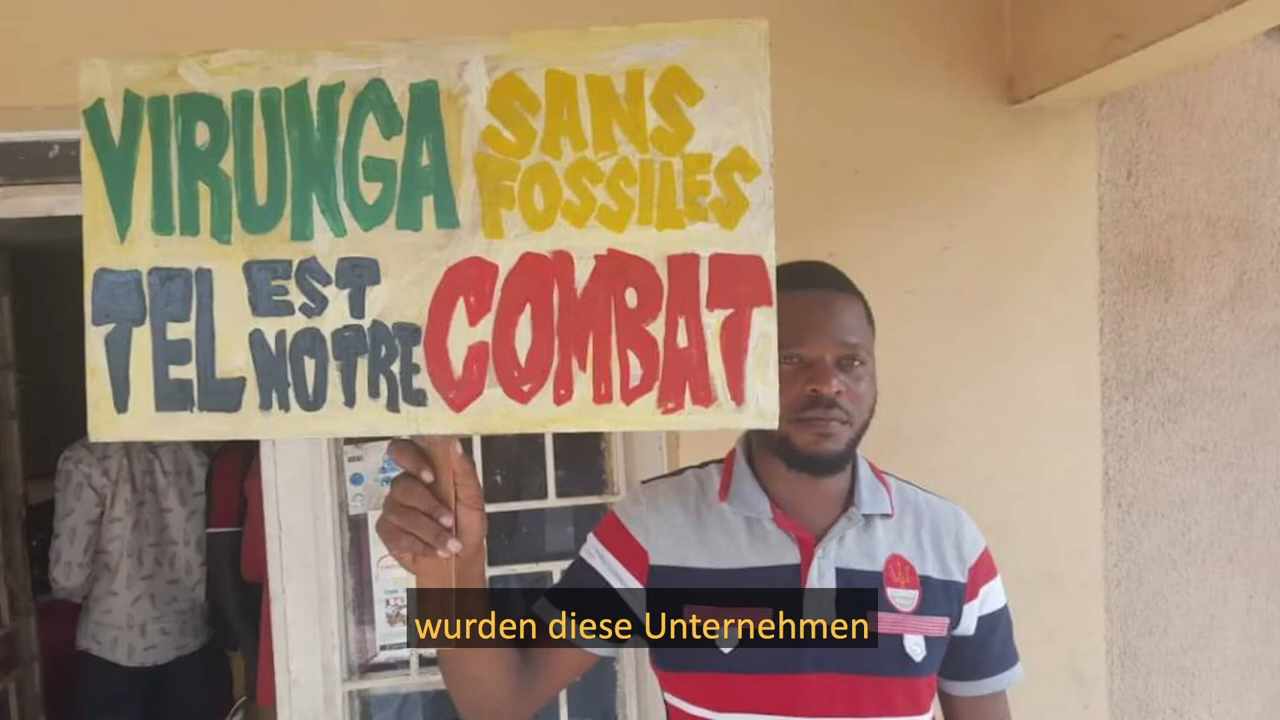 VIRUNGA SANS FOSSILES
TEL EST NOTRE COMBAT
wurden diese Unternehmen